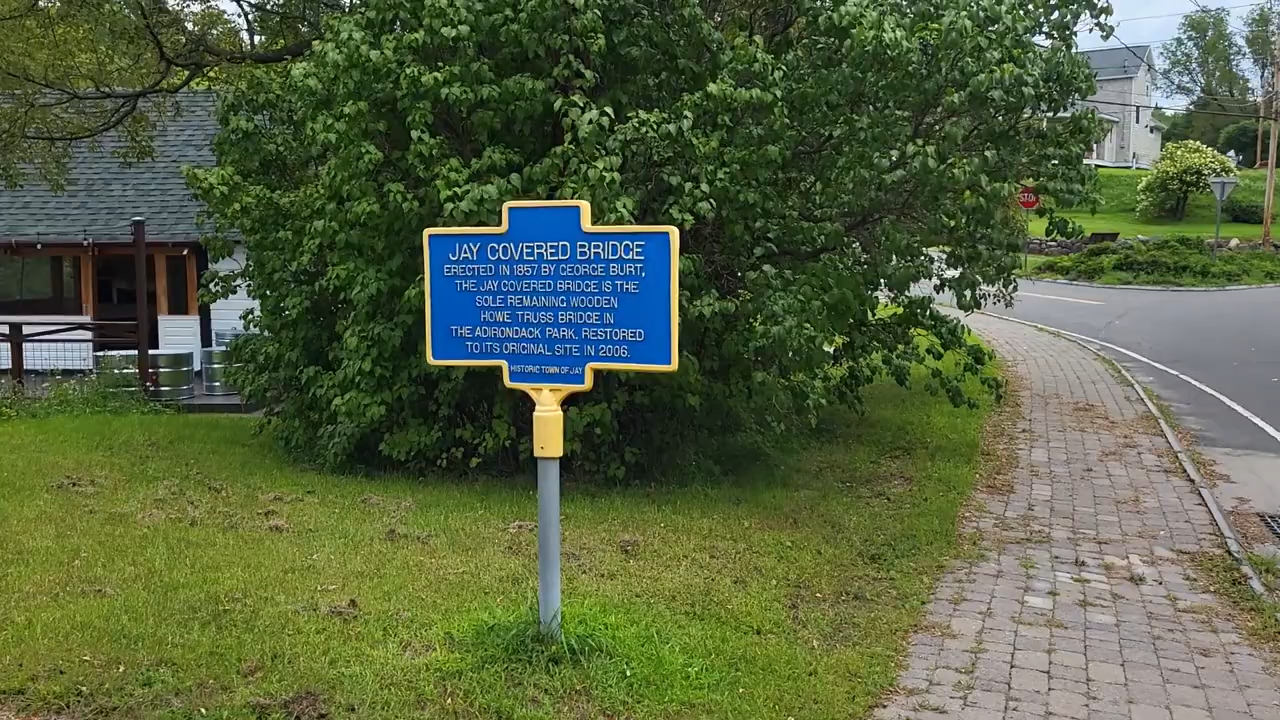 JAY COVERED BRIDGE
ERECTED IN 1857 BY GEORGE BURT,
THE JAY COVERED BRIDGE IS THE
SOLE REMAINING WOODEN
HOWE TRUSS BRIDGE IN
THE ADIRONDACK PARK. RESTORED
TO ITS ORIGINAL SITE IN 2006.
HISTORIC TOWN OF JAY
STOP